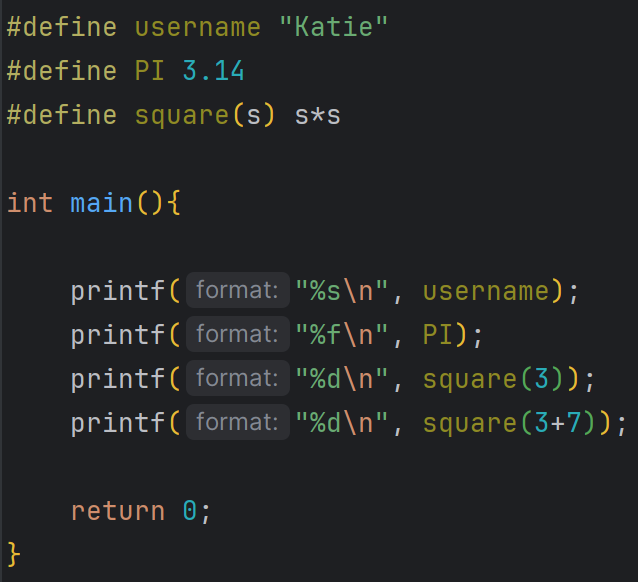 #define username "Katie"
#define PI 3.14
#define square(s) s*s
int main(){
printf( format: "%s\n", username);
printf( format: "%f\n", PI);
printf( format: "%d\n", square(3));
printf( format: "%d\n", square(3+7));
return 0;
}